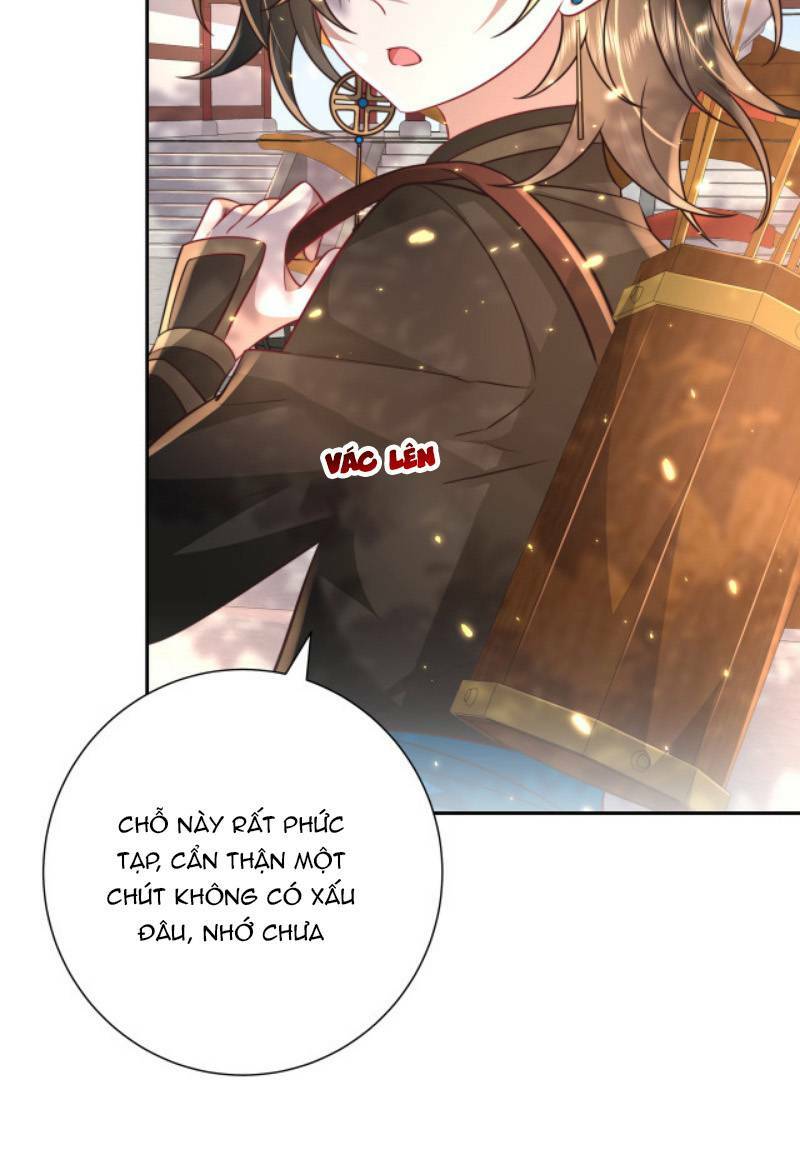 VÁC LÊN
CHỖ NÀY RẤT PHỨC
TẠP, CẨN THẬN MỘT
CHÚT KHÔNG CÓ XẤU
ĐÂU, NHỚ CHƯA